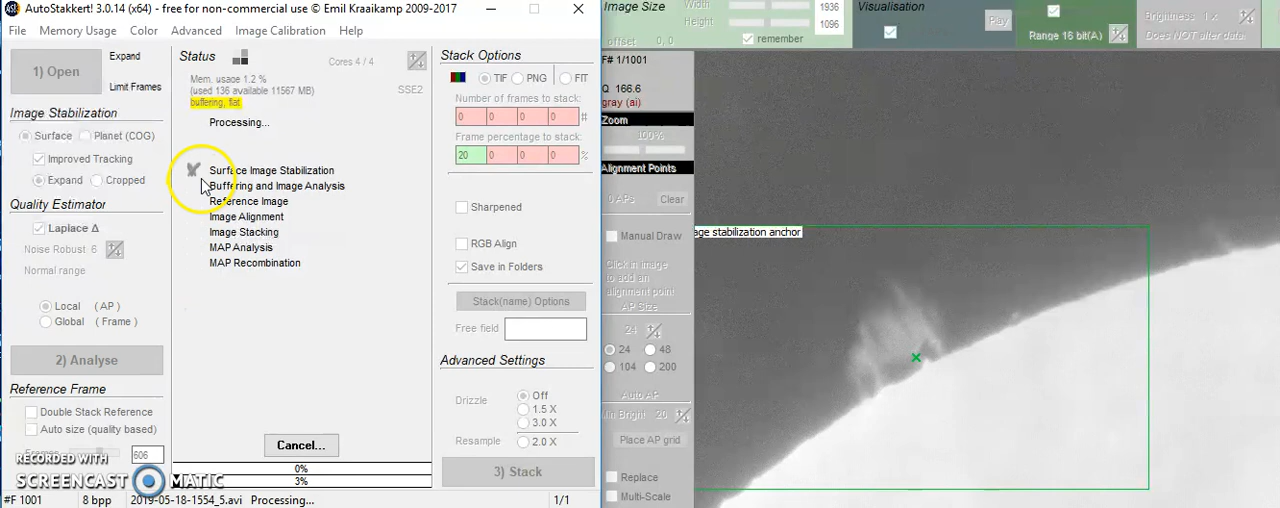 AutoStakkert! 3.0.14 (x64) - free for non-commercial use © Emil Kraaikamp 2009-2017
File Memory Usage Color Advanced Image Calibration Help
1) Open
Expand
Limit Frames
Image Stabilization
Surface Planet (COG)
Improved Tracking
Expand Cropped
Quality Estimator
Laplace Δ
Noise Robust 6
Normal range
Local (AP)
Global (Frame)
2) Analyse
Reference Frame
Double Stack Reference
Auto size (quality based)
606
RECORDED WITH
SCREENCAST MATIC
#F 1001 8 bpp 2019-05-18-1554_5.avi Processing... 1/1
Status
Cores 4 / 4
Mem. usage 1.2 %
(used 136 available 11567 MB)
SSE2
buffering, flat
Processing...
Surface Image Stabilization
Buffering and Image Analysis
Reference Image
Image Alignment
Image Stacking
MAP Analysis
MAP Recombination
Cancel...
0%
3%
Stack Options
TIF PNG FIT
Number of frames to stack:
0 0 0 0 #
Frame percentage to stack:
20 0 0 0 %
Sharpened
RGB Align
Save in Folders
Stack(name) Options
Free field
Advanced Settings
Drizzle Off
1.5 X
3.0 X
Resample 2.0 X
3) Stack
Image Size
Width 1936
Height 1096
offset 0, 0 remember
Visualisation
Play
Range 16 bit(A)
Brightness 1 x
Does NOT alter data!
F# 1/1001
Q 166.6
gray (ai)
Zoom
100%
Alignment Points
0 APs Clear
Manual Draw
Click in image
to add an
alignment point
AP Size
24
24 48
104 200
Auto AP
Min Bright 20
Place AP grid
Replace
Multi-Scale
age stabilization anchor